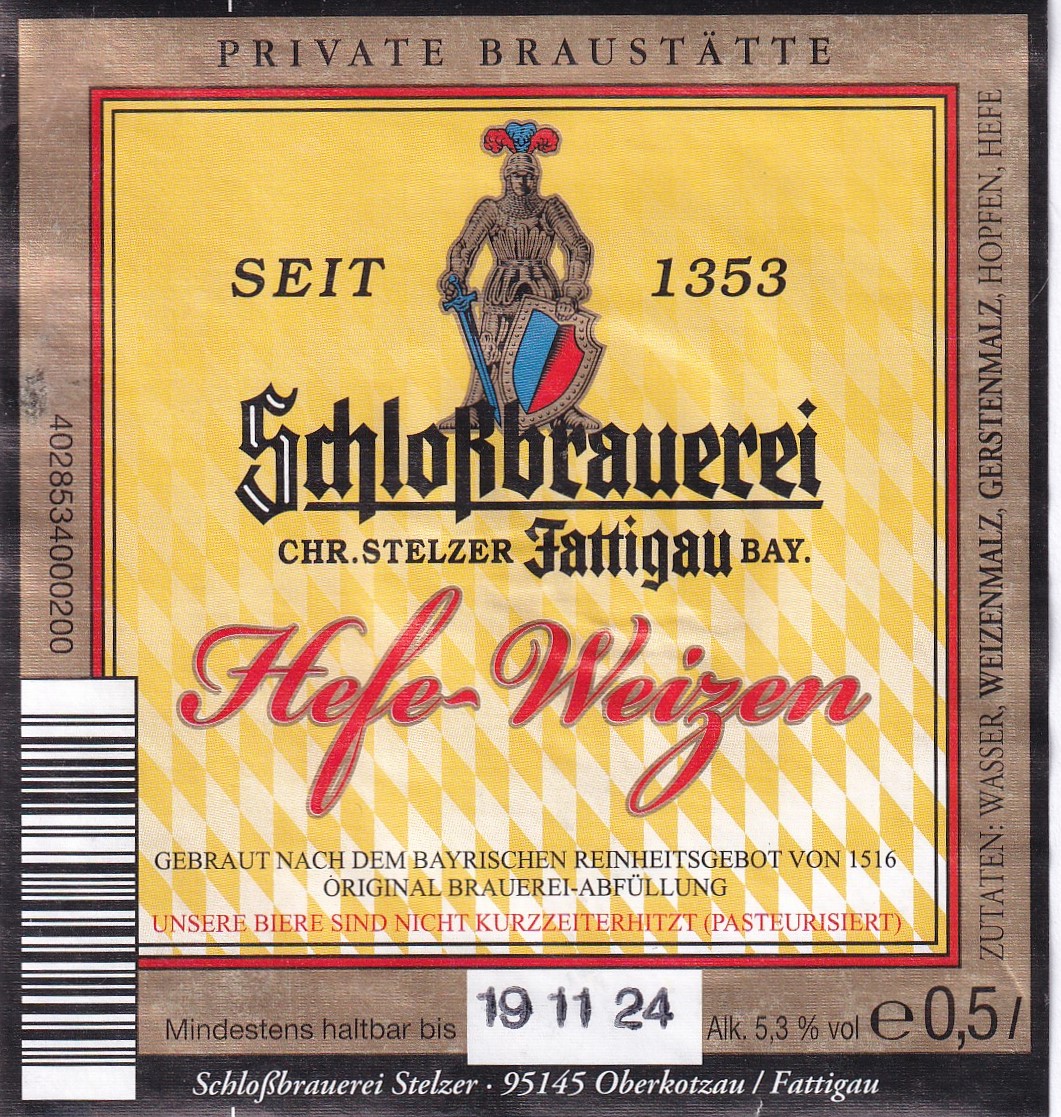 PRIVATE BRAUSTÄTTE
SEIT 1353
Schloßbrauerei
CHR. STELZER Fattigau BAY.
Hefe-Weizen
GEBRAUT NACH DEM BAYRISCHEN REINHEITSGEBOT VON 1516
ÖRIGINAL BRAUEREI-ABFÜLLUNG
UNSERE BIERE SIND NICHT KURZZEITERHITZT (PASTEURISIERT)
Mindestens haltbar bis 19 11 24 Alk. 5,3 % vol ℮ 0,5 l
Schloßbrauerei Stelzer · 95145 Oberkotzau / Fattigau
4028534000200
ZUTATEN: WASSER, WEIZENMALZ, GERSTENMALZ, HOPFEN, HEFE